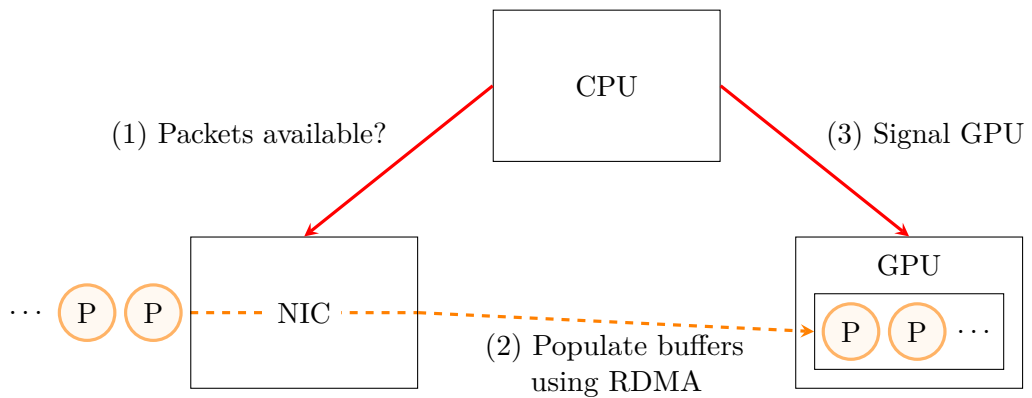 CPU
(1) Packets available?
(3) Signal GPU
GPU
··· P P
NIC
P P ···
(2) Populate buffers
using RDMA